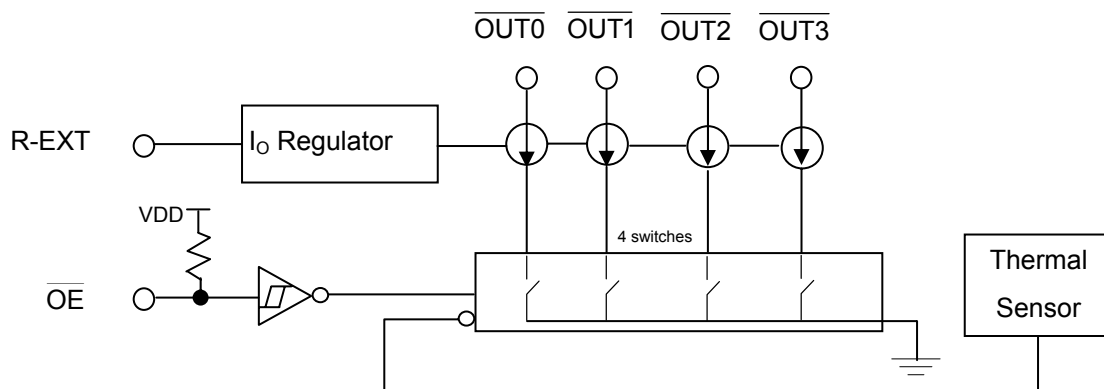 OUT0 OUT1 OUT2 OUT3
R-EXT
IO Regulator
VDD
4 switches
OE
Thermal
Sensor